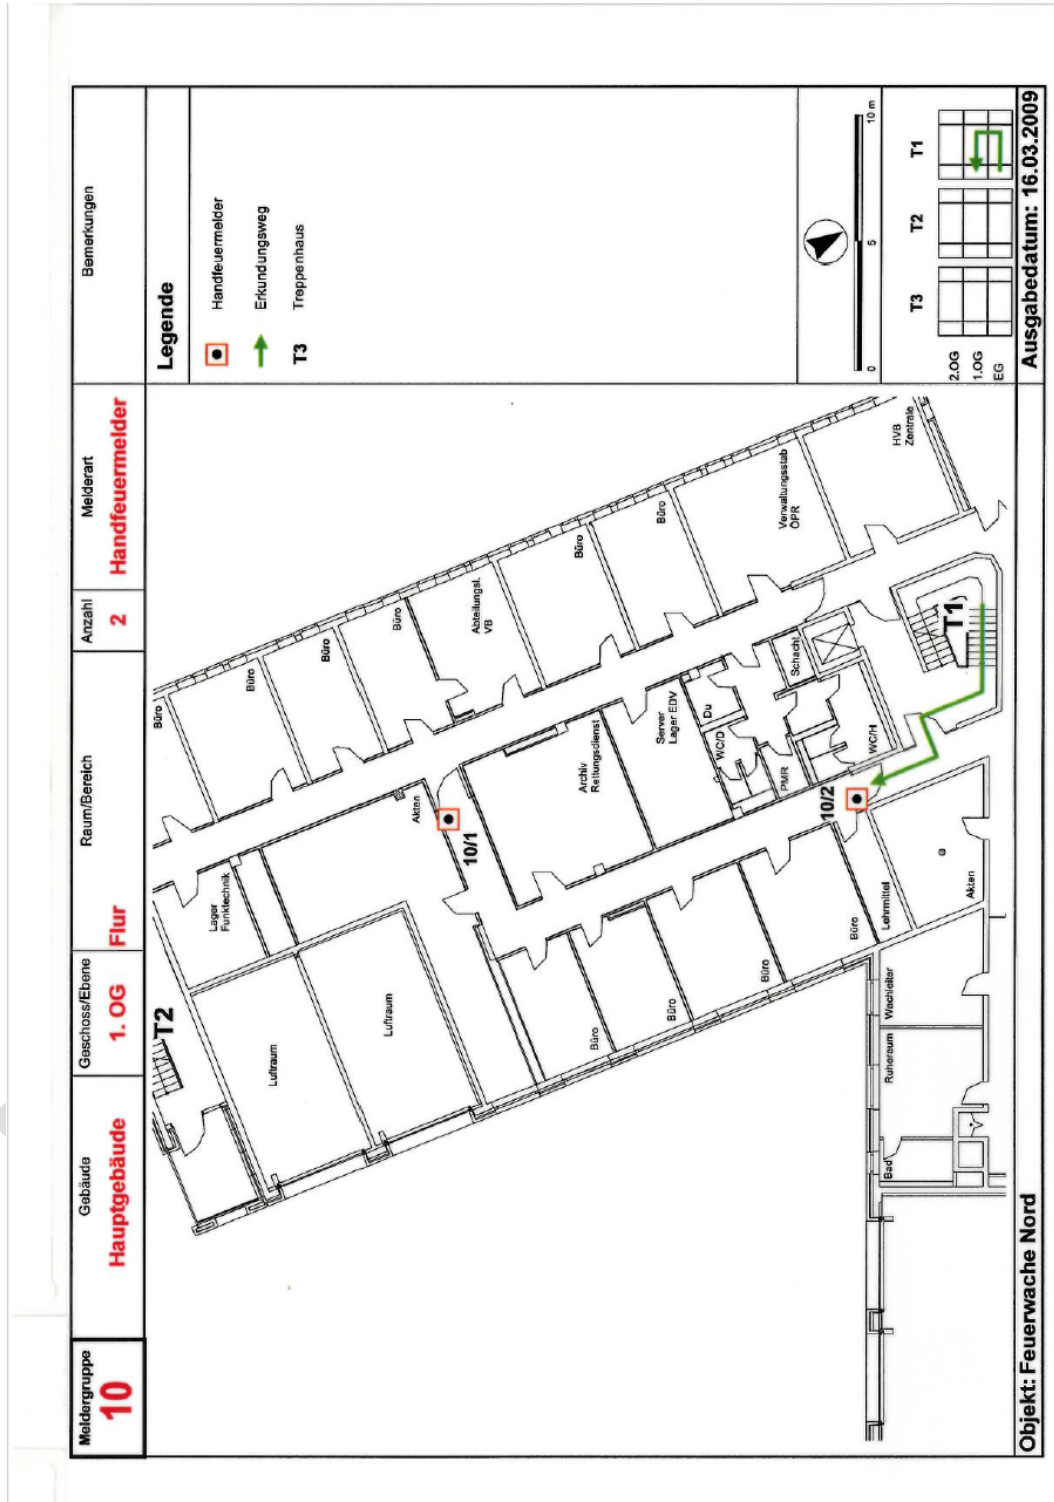 Meldergruppe
10
Gebäude
Hauptgebäude
Geschoss/Ebene
1. OG
Raum/Bereich
Flur
Anzahl
2
Melderart
Handfeuermelder
Bemerkungen
Legende
Handfeuermelder
Erkundungsweg
T3 Treppenhaus
0 5 10 m
T3 T2 T1
2.OG
1.OG
EG
T2
Luftraum
Luftraum
Lager
Funktechnik
Akten
10/1
Büro
Büro
Büro
Büro
Abteilungsl.
VB
Büro
Büro
Verwaltungsstab
ÖPR
HVB
Zentrale
Archiv
Rettungsdienst
Server
Lager EDV
Du
WC/D
PMR
Schacht
WC/H
T1
10/2
Büro
Büro
Büro
Büro
Lehrmittel
Akten
Wachleiter
Ruheraum
Bad
Objekt: Feuerwache Nord
Ausgabedatum: 16.03.2009